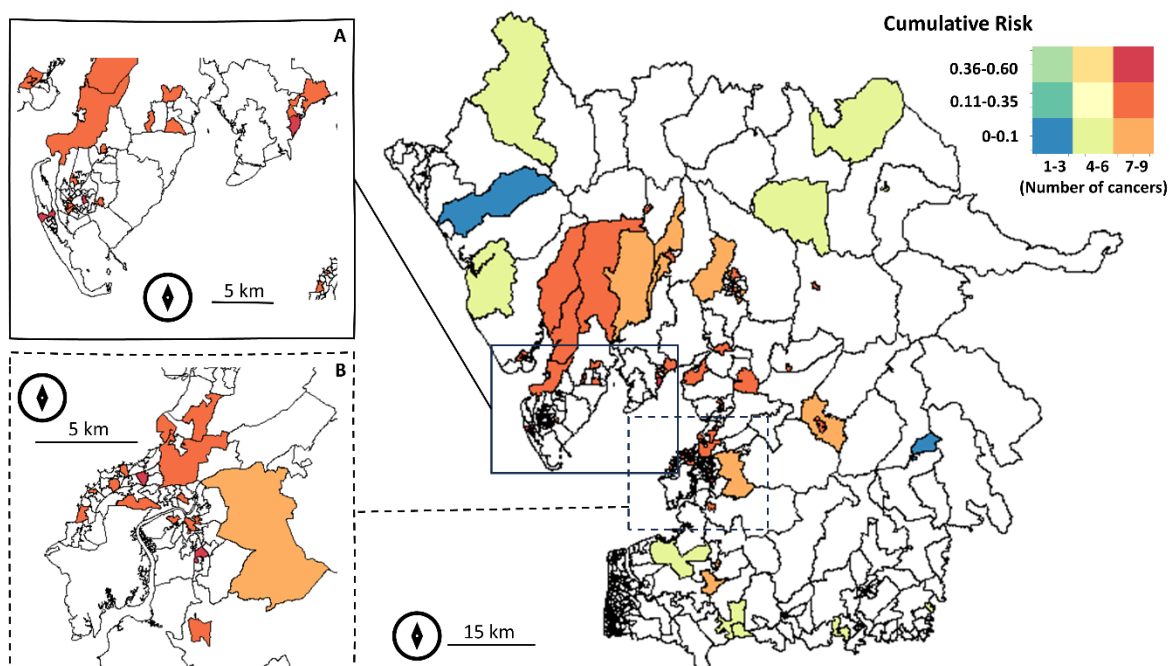 A
5 km
B
5 km
15 km
Cumulative Risk
0.36-0.60
0.11-0.35
0-0.1
1-3 4-6 7-9
(Number of cancers)